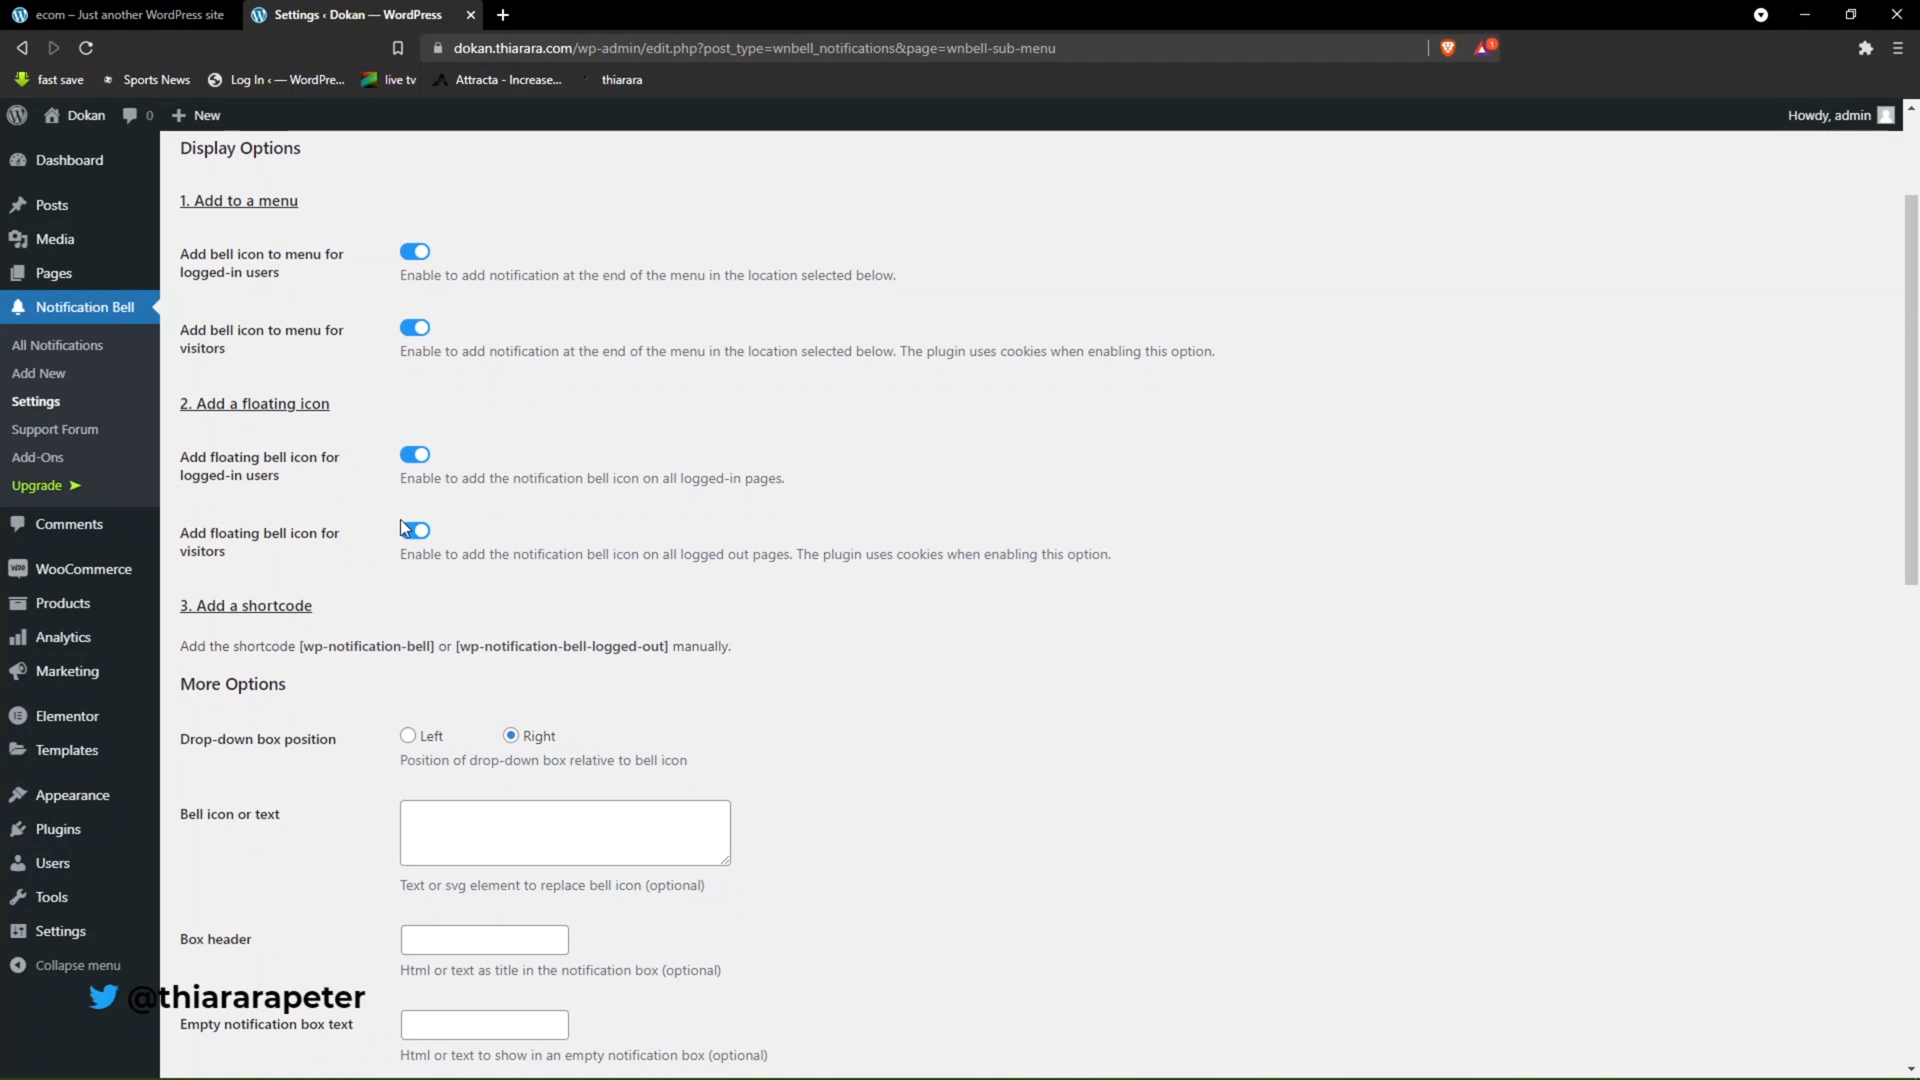 ecom – Just another WordPress site
Settings ‹ Dokan — WordPress
dokan.thiarara.com/wp-admin/edit.php?post_type=wnbell_notifications&page=wnbell-sub-menu
1
fast save
Sports News
Log In ‹ — WordPre...
live tv
Attracta - Increase...
thiarara
Dokan
0
New
Howdy, admin
Dashboard
Posts
Media
Pages
Notification Bell
All Notifications
Add New
Settings
Support Forum
Add-Ons
Upgrade ➤
Comments
WooCommerce
Products
Analytics
Marketing
Elementor
Templates
Appearance
Plugins
Users
Tools
Settings
Collapse menu
@thiararapeter
Display Options
1. Add to a menu
Add bell icon to menu for
logged-in users
Enable to add notification at the end of the menu in the location selected below.
Add bell icon to menu for
visitors
Enable to add notification at the end of the menu in the location selected below. The plugin uses cookies when enabling this option.
2. Add a floating icon
Add floating bell icon for
logged-in users
Enable to add the notification bell icon on all logged-in pages.
Add floating bell icon for
visitors
Enable to add the notification bell icon on all logged out pages. The plugin uses cookies when enabling this option.
3. Add a shortcode
Add the shortcode [wp-notification-bell] or [wp-notification-bell-logged-out] manually.
More Options
Drop-down box position
Left
Right
Position of drop-down box relative to bell icon
Bell icon or text
Text or svg element to replace bell icon (optional)
Box header
Html or text as title in the notification box (optional)
Empty notification box text
Html or text to show in an empty notification box (optional)